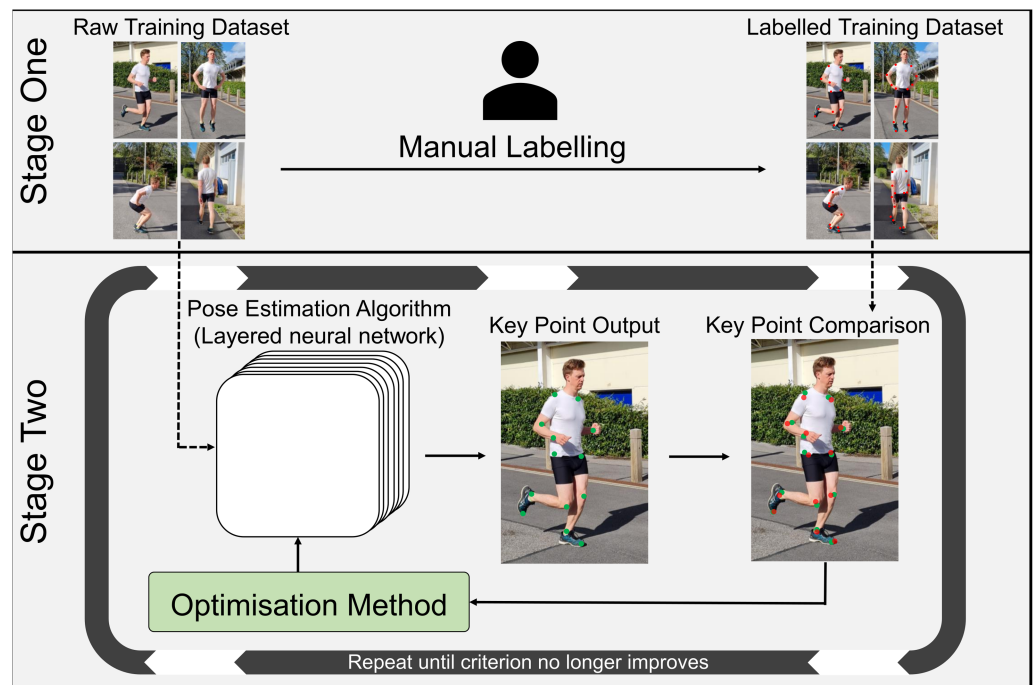 Stage One
Raw Training Dataset
Labelled Training Dataset
Manual Labelling
Stage Two
Pose Estimation Algorithm
(Layered neural network)
Key Point Output
Key Point Comparison
Optimisation Method
Repeat until criterion no longer improves